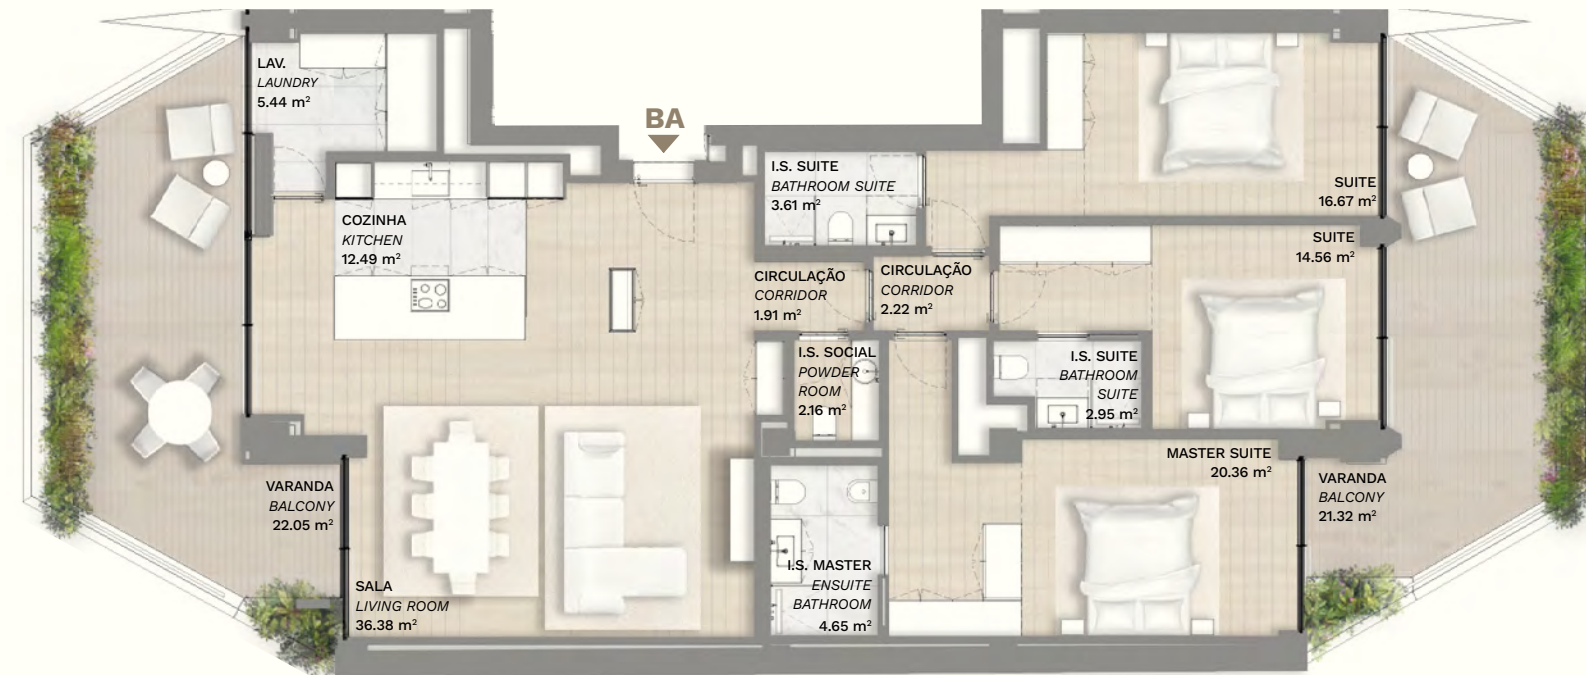 LAV.
LAUNDRY
5.44 m²
BA
COZINHA
KITCHEN
12.49 m²
I.S. SUITE
BATHROOM SUITE
3.61 m²
SUITE
16.67 m²
SUITE
14.56 m²
CIRCULAÇÃO
CORRIDOR
1.91 m²
CIRCULAÇÃO
CORRIDOR
2.22 m²
I.S. SOCIAL
POWDER
ROOM
2.16 m²
I.S. SUITE
BATHROOM
SUITE
2.95 m²
MASTER SUITE
20.36 m²
VARANDA
BALCONY
22.05 m²
VARANDA
BALCONY
21.32 m²
SALA
LIVING ROOM
36.38 m²
I.S. MASTER
ENSUITE
BATHROOM
4.65 m²